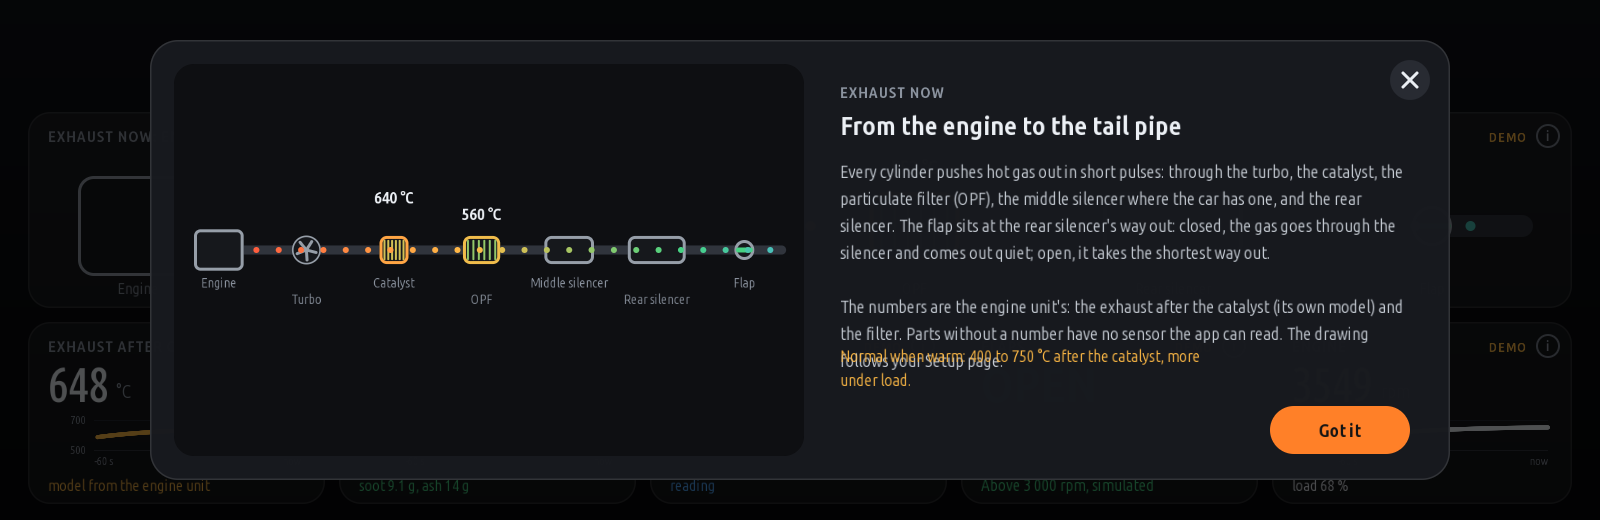 EXHAUST NOW
DEMO
i
EXHAUST NOW
From the engine to the tail pipe
Every cylinder pushes hot gas out in short pulses: through the turbo, the catalyst, the
particulate filter (OPF), the middle silencer where the car has one, and the rear
silencer. The flap sits at the rear silencer's way out: closed, the gas goes through the
silencer and comes out quiet; open, it takes the shortest way out.
The numbers are the engine unit's: the exhaust after the catalyst (its own model) and
the filter. Parts without a number have no sensor the app can read. The drawing
follows your Setup page.
Normal when warm: 400 to 750 °C after the catalyst, more
under load.
Got it
640 °C
560 °C
Engine
Turbo
Catalyst
OPF
Middle silencer
Rear silencer
Flap
Engin
EXHAUST AFTE
DEMO
i
648 °C
700
500
-60 s
now
model from the engine unit
soot 9.1 g, ash 14 g
reading
Above 3 000 rpm, simulated
load 68 %